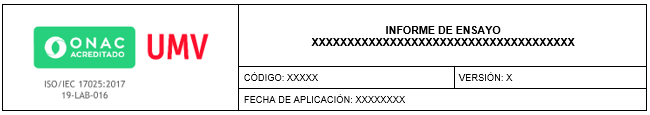 ONAC
ACREDITADO
UMV
ISO/IEC 17025:2017
19-LAB-016
INFORME DE ENSAYO
XXXXXXXXXXXXXXXXXXXXXXXXXXXXXXXXXXXXX
CÓDIGO: XXXXX
VERSIÓN: X
FECHA DE APLICACIÓN: XXXXXXXX